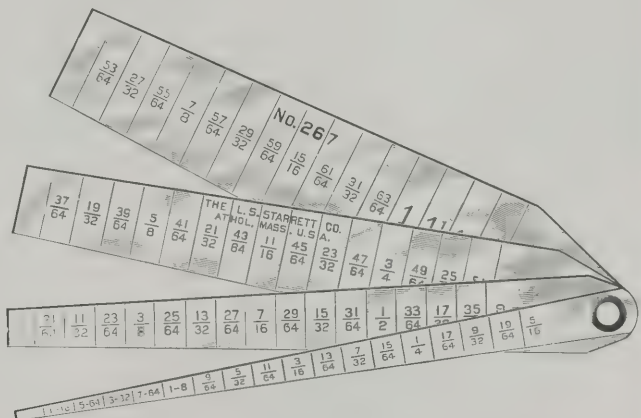 53/64 27/32 55/64 7/8 57/64 29/32 59/64 15/16 61/64 31/32 63/64 1
No. 267
37/64 19/32 39/64 5/8 41/64 21/32 43/64 11/16 45/64 23/32 47/64 3/4 49/64 25
THE L.S. STARRETT CO.
ATHOL, MASS. U.S.A.
21/64 11/32 23/64 3/8 25/64 13/32 27/64 7/16 29/64 15/32 31/64 1/2 33/64 17/32 35
5-64 3-32 7-64 1-8 9/64 5/32 11/64 3/16 13/64 7/32 15/64 1/4 17/64 9/32 19/64 5/16